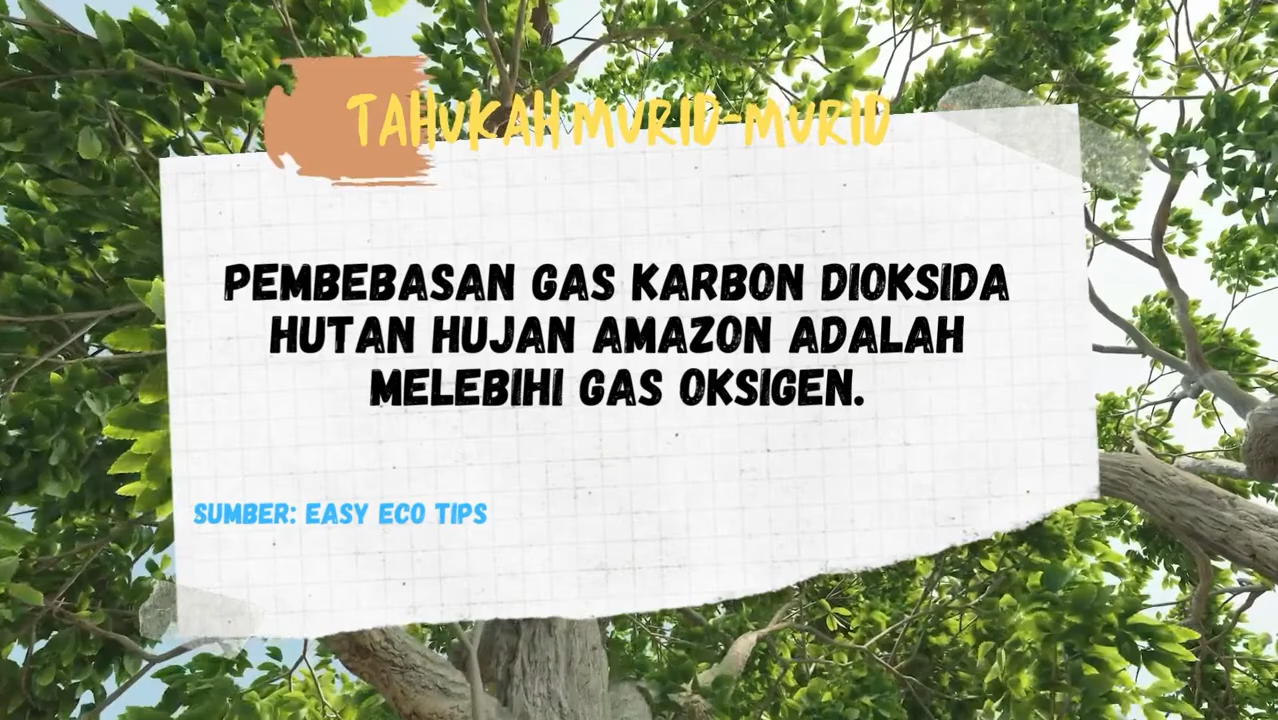 TAHUKAH MURID-MURID
PEMBEBASAN GAS KARBON DIOKSIDA
HUTAN HUJAN AMAZON ADALAH
MELEBIHI GAS OKSIGEN.
SUMBER: EASY ECO TIPS